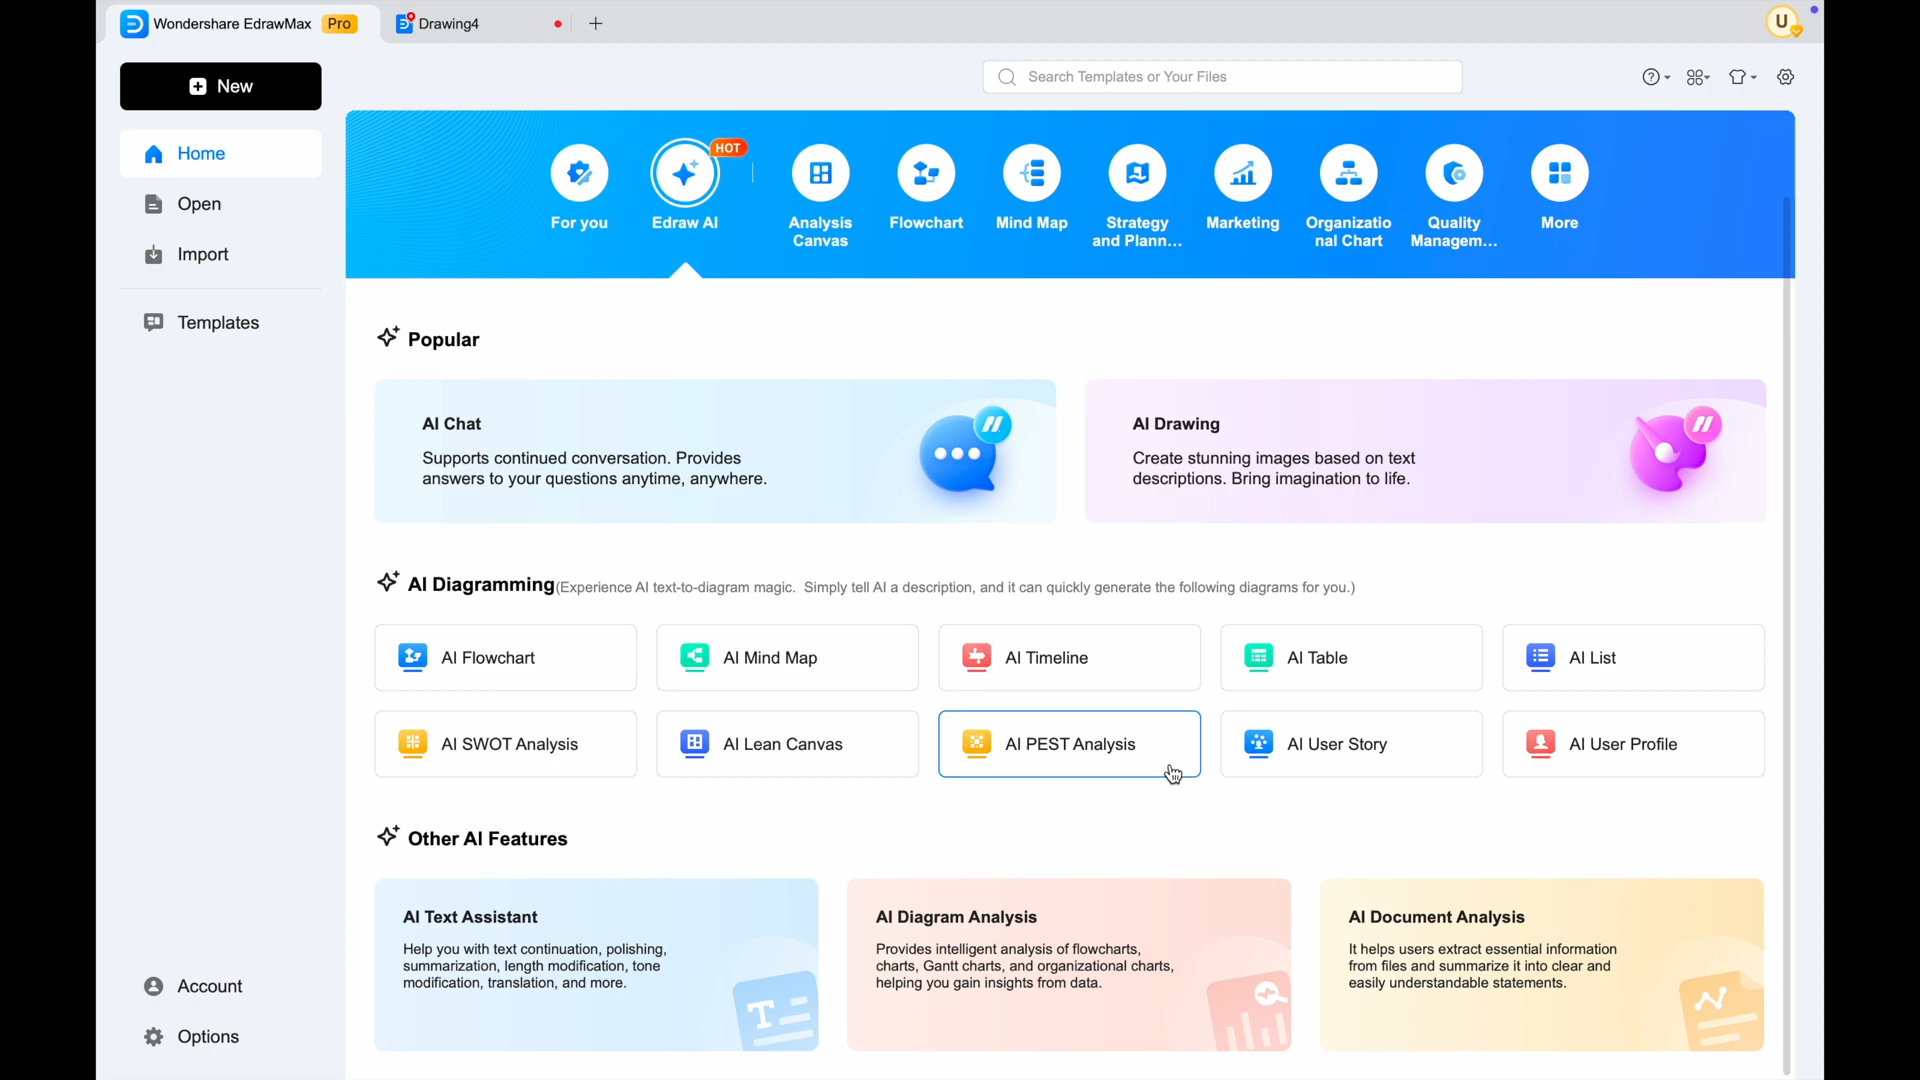 Wondershare EdrawMax Pro
Drawing4
U
New
Search Templates or Your Files
Home
Open
Import
Templates
Account
Options
HOT
For you
Edraw AI
Analysis
Canvas
Flowchart
Mind Map
Strategy
and Plann...
Marketing
Organizatio
nal Chart
Quality
Managem...
More
Popular
AI Chat
Supports continued conversation. Provides
answers to your questions anytime, anywhere.
AI Drawing
Create stunning images based on text
descriptions. Bring imagination to life.
AI Diagramming(Experience AI text-to-diagram magic. Simply tell AI a description, and it can quickly generate the following diagrams for you.)
AI Flowchart
AI Mind Map
AI Timeline
AI Table
AI List
AI SWOT Analysis
AI Lean Canvas
AI PEST Analysis
AI User Story
AI User Profile
Other AI Features
AI Text Assistant
Help you with text continuation, polishing,
summarization, length modification, tone
modification, translation, and more.
T
AI Diagram Analysis
Provides intelligent analysis of flowcharts,
charts, Gantt charts, and organizational charts,
helping you gain insights from data.
AI Document Analysis
It helps users extract essential information
from files and summarize it into clear and
easily understandable statements.